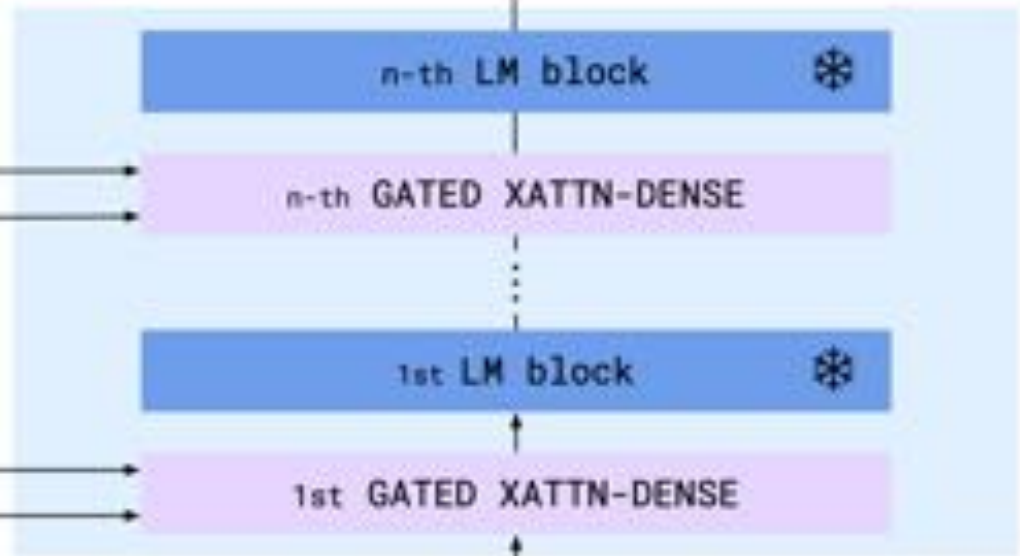 n-th LM block
n-th GATED XATTN-DENSE
1st LM block
1st GATED XATTN-DENSE